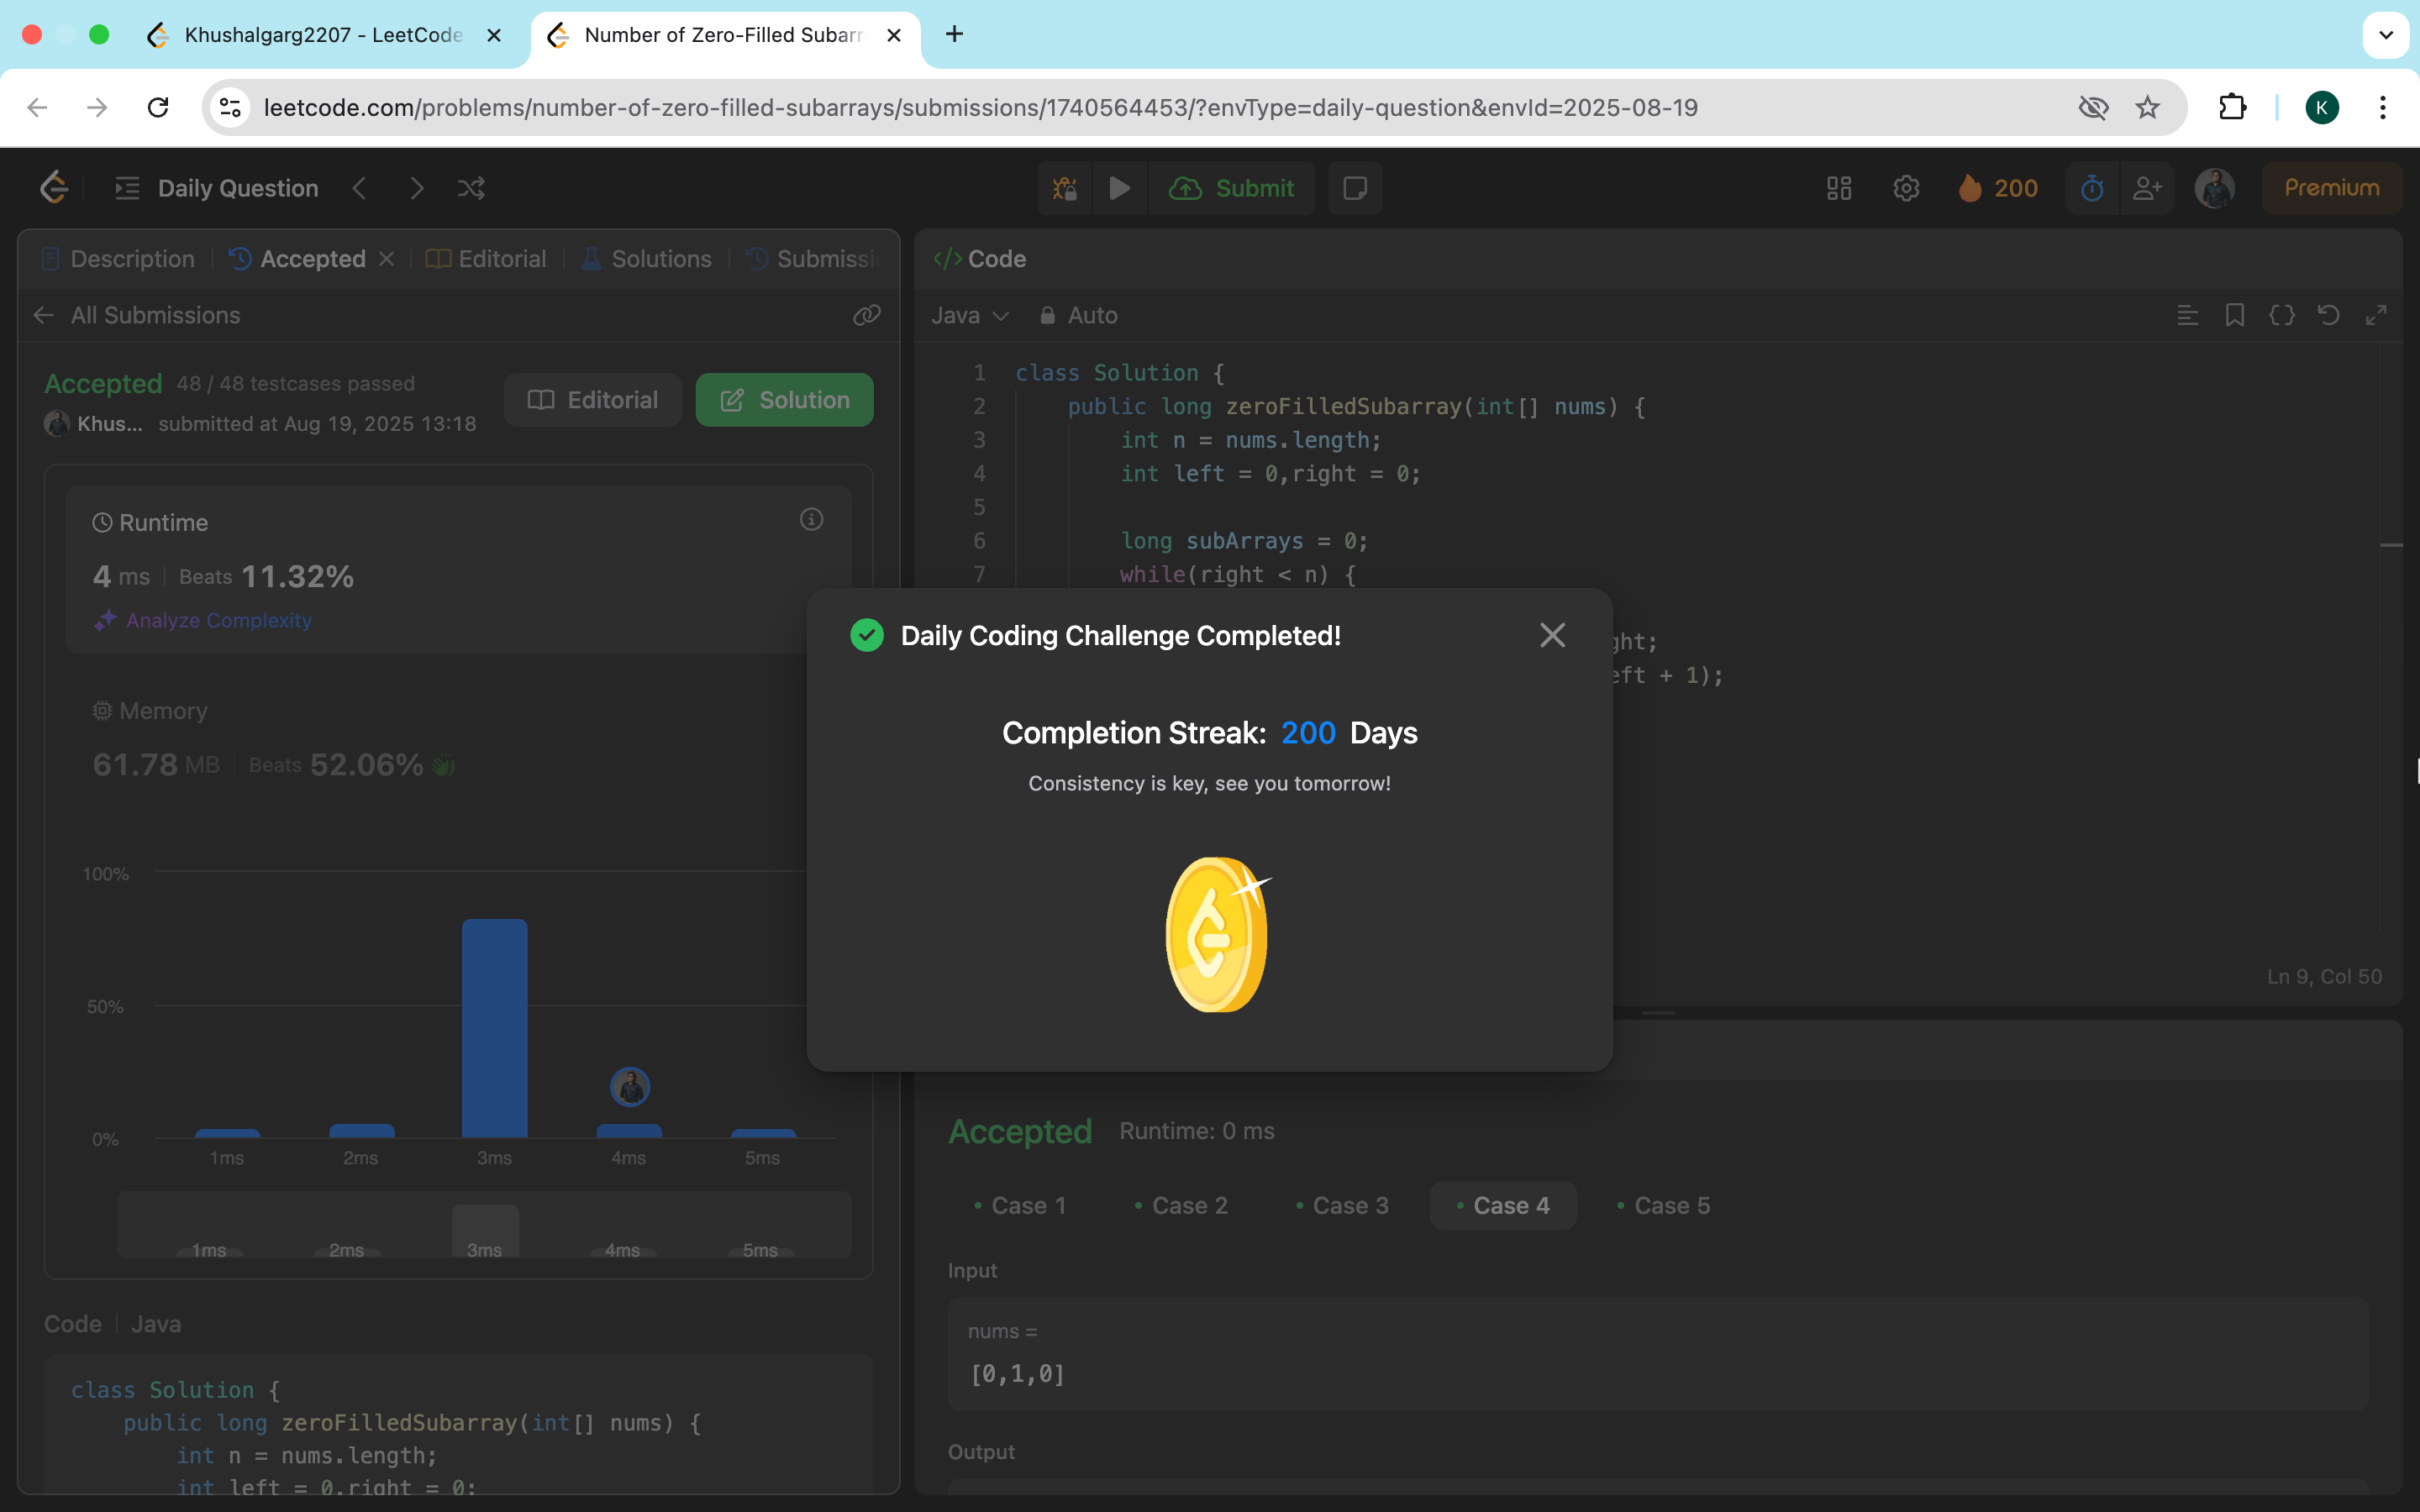 Khushalgarg2207 - LeetCode
Number of Zero-Filled Subarr
leetcode.com/problems/number-of-zero-filled-subarrays/submissions/1740564453/?envType=daily-question&envId=2025-08-19
K
Daily Question
Submit
200
Premium
Description
Accepted
Editorial
Solutions
Submissi
All Submissions
Accepted 48 / 48 testcases passed
Khus... submitted at Aug 19, 2025 13:18
Editorial
Solution
Runtime
4 ms Beats 11.32%
Analyze Complexity
Memory
61.78 MB Beats 52.06%
100%
50%
0%
1ms 2ms 3ms 4ms 5ms
1ms 2ms 3ms 4ms 5ms
Code Java
class Solution {
public long zeroFilledSubarray(int[] nums) {
int n = nums.length;
int left = 0,right = 0;
</> Code
Java Auto
1 class Solution {
2 public long zeroFilledSubarray(int[] nums) {
3 int n = nums.length;
4 int left = 0,right = 0;
5
6 long subArrays = 0;
7 while(right < n) {
ght;
eft + 1);
Daily Coding Challenge Completed!
Completion Streak: 200 Days
Consistency is key, see you tomorrow!
Ln 9, Col 50
Accepted Runtime: 0 ms
Case 1 Case 2 Case 3 Case 4 Case 5
Input
nums =
[0,1,0]
Output